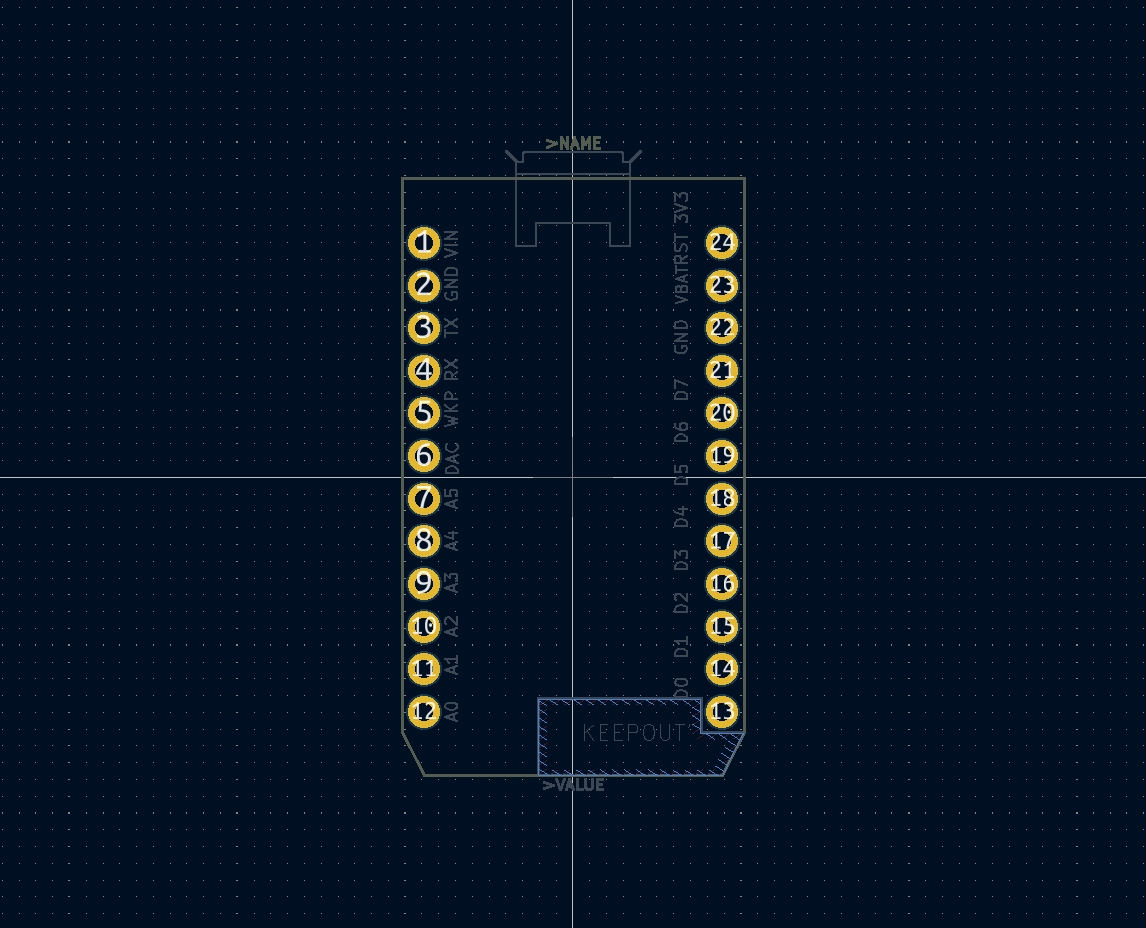 >NAME
1 VIN
2 GND
3 TX
4 RX
5 WKP
6 DAC
7 A5
8 A4
9 A3
10 A2
11 A1
12 A0
3V3
24
RST
VBAT
23
GND
22
D7
21
D6
20
D5
19
D4
18
D3
17
D2
16
D1
15
D0
14
13
KEEPOUT
>VALUE